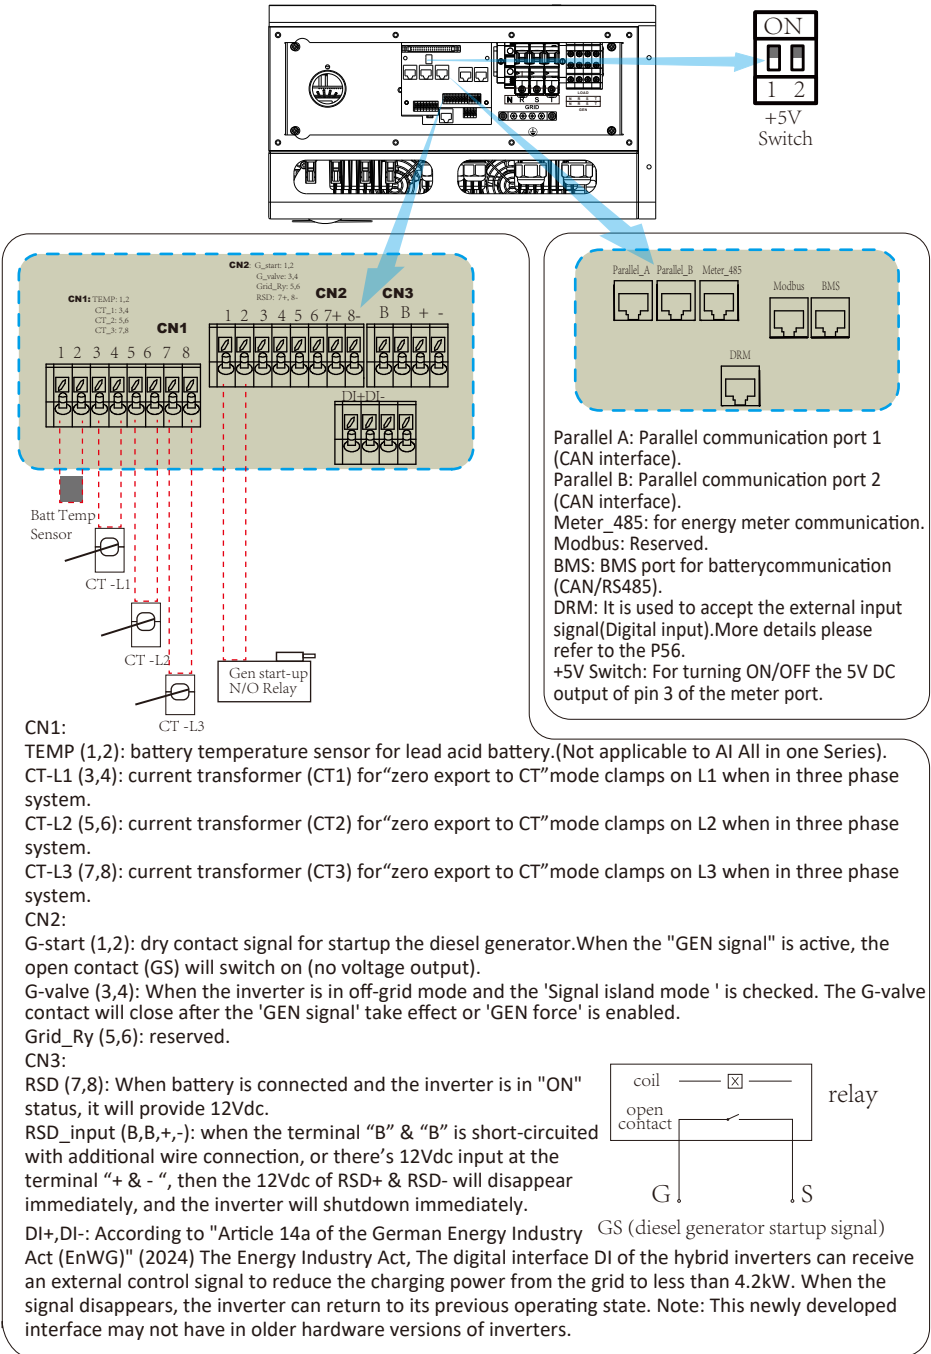 ON
1 2
+5V
Switch
N R S T
GRID
LOAD
N R S T
N R S T
GEN
CN1: TEMP: 1,2
CT_1: 3,4
CT_2: 5,6
CT_3: 7,8
CN1
1 2 3 4 5 6 7 8
CN2: G_start: 1,2
G_valve: 3,4
Grid_Ry: 5,6
RSD: 7+, 8-
CN2
1 2 3 4 5 6 7+ 8-
CN3
B B + -
DI+DI-
Batt Temp
Sensor
CT -L1
CT -L2
CT -L3
Gen start-up
N/O Relay
Parallel_A Parallel_B Meter_485
Modbus BMS
DRM
Parallel A: Parallel communication port 1
(CAN interface).
Parallel B: Parallel communication port 2
(CAN interface).
Meter_485: for energy meter communication.
Modbus: Reserved.
BMS: BMS port for batterycommunication
(CAN/RS485).
DRM: It is used to accept the external input
signal(Digital input).More details please
refer to the P56.
+5V Switch: For turning ON/OFF the 5V DC
output of pin 3 of the meter port.
CN1:
TEMP (1,2): battery temperature sensor for lead acid battery.(Not applicable to AI All in one Series).
CT-L1 (3,4): current transformer (CT1) for“zero export to CT”mode clamps on L1 when in three phase
system.
CT-L2 (5,6): current transformer (CT2) for“zero export to CT”mode clamps on L2 when in three phase
system.
CT-L3 (7,8): current transformer (CT3) for“zero export to CT”mode clamps on L3 when in three phase
system.
CN2:
G-start (1,2): dry contact signal for startup the diesel generator.When the "GEN signal" is active, the
open contact (GS) will switch on (no voltage output).
G-valve (3,4): When the inverter is in off-grid mode and the 'Signal island mode ' is checked. The G-valve
contact will close after the 'GEN signal' take effect or 'GEN force' is enabled.
Grid_Ry (5,6): reserved.
CN3:
RSD (7,8): When battery is connected and the inverter is in "ON"
status, it will provide 12Vdc.
RSD_input (B,B,+,-): when the terminal “B” & “B” is short-circuited
with additional wire connection, or there’s 12Vdc input at the
terminal “+ & - “, then the 12Vdc of RSD+ & RSD- will disappear
immediately, and the inverter will shutdown immediately.
coil
open
contact
relay
G S
GS (diesel generator startup signal)
DI+,DI-: According to "Article 14a of the German Energy Industry
Act (EnWG)" (2024) The Energy Industry Act, The digital interface DI of the hybrid inverters can receive
an external control signal to reduce the charging power from the grid to less than 4.2kW. When the
signal disappears, the inverter can return to its previous operating state. Note: This newly developed
interface may not have in older hardware versions of inverters.